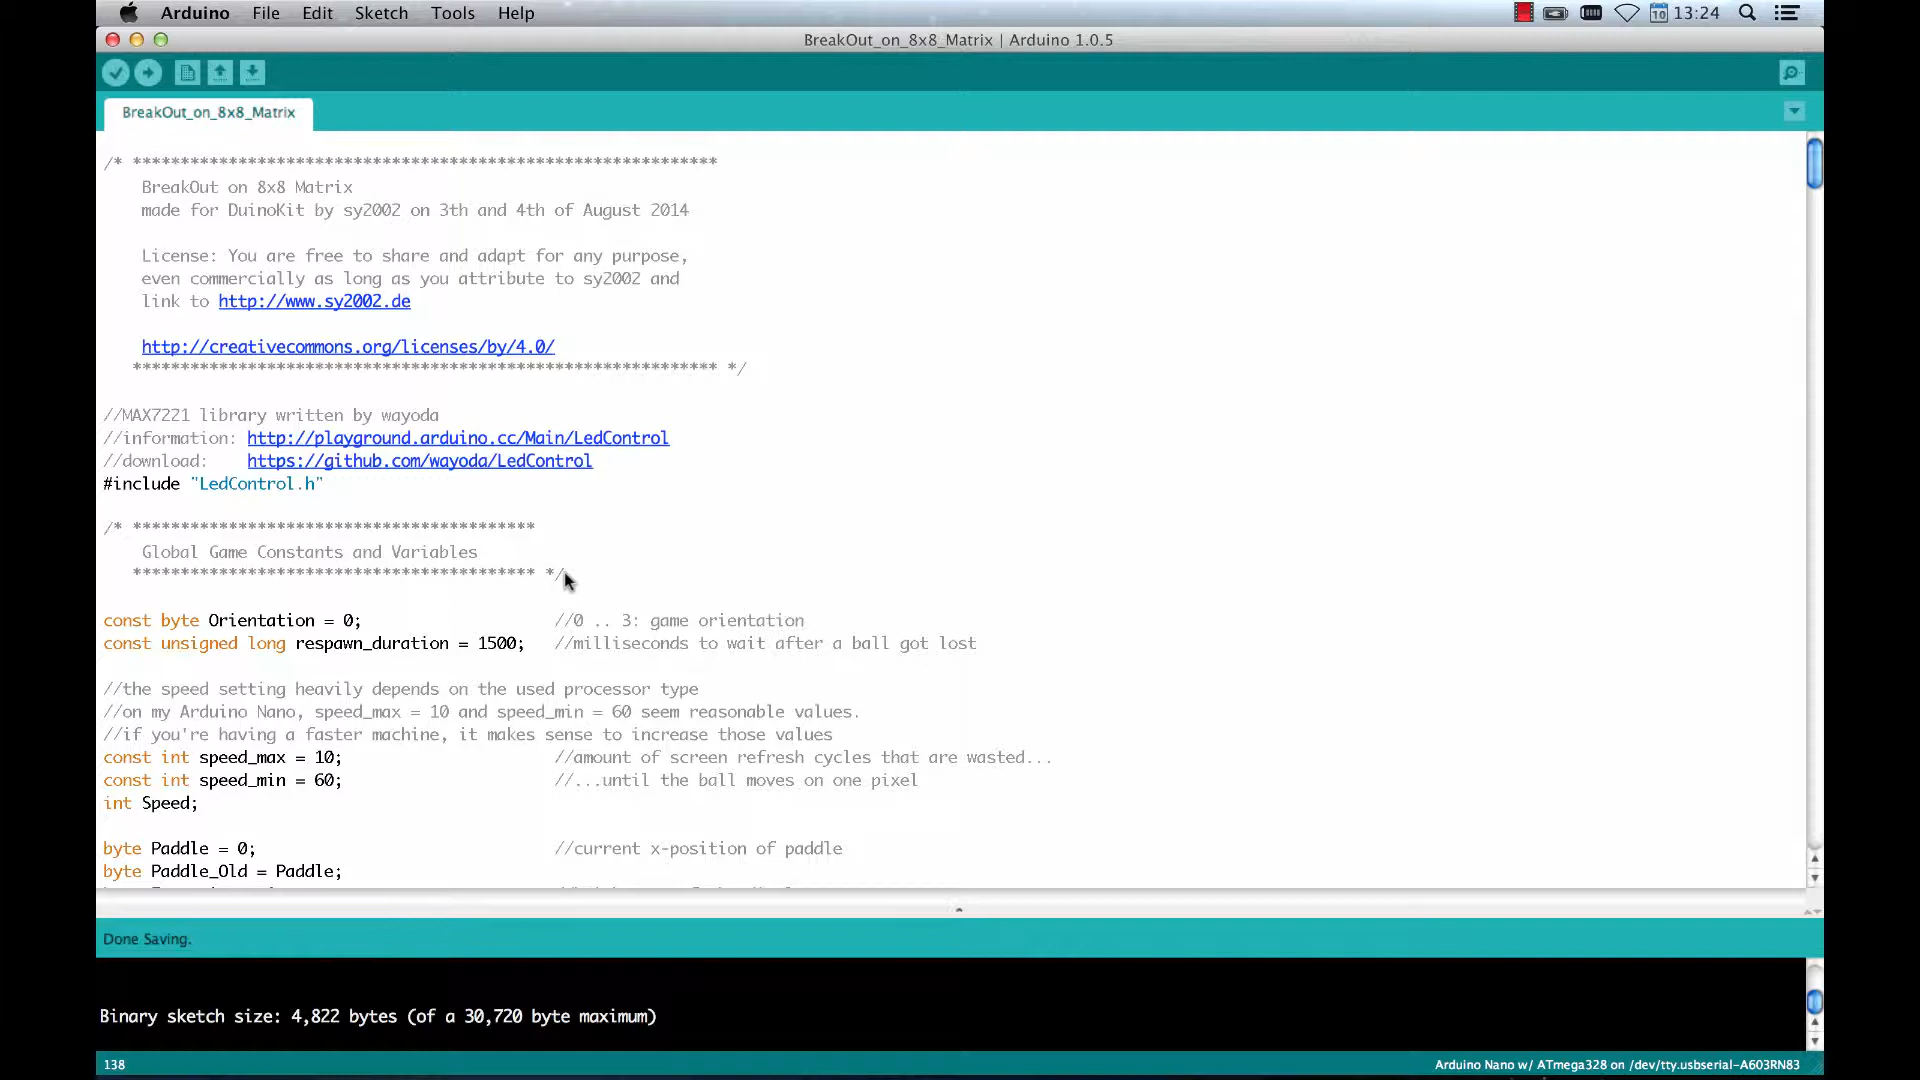 Arduino File Edit Sketch Tools Help
10 13:24
BreakOut_on_8x8_Matrix | Arduino 1.0.5
BreakOut_on_8x8_Matrix
/* *************************************************************
BreakOut on 8x8 Matrix
made for DuinoKit by sy2002 on 3th and 4th of August 2014
License: You are free to share and adapt for any purpose,
even commercially as long as you attribute to sy2002 and
link to http://www.sy2002.de
http://creativecommons.org/licenses/by/4.0/
************************************************************* */
//MAX7221 library written by wayoda
//information: http://playground.arduino.cc/Main/LedControl
//download: https://github.com/wayoda/LedControl
#include "LedControl.h"
/* ******************************************
Global Game Constants and Variables
****************************************** */
const byte Orientation = 0; //0 .. 3: game orientation
const unsigned long respawn_duration = 1500; //milliseconds to wait after a ball got lost
//the speed setting heavily depends on the used processor type
//on my Arduino Nano, speed_max = 10 and speed_min = 60 seem reasonable values.
//if you're having a faster machine, it makes sense to increase those values
const int speed_max = 10; //amount of screen refresh cycles that are wasted...
const int speed_min = 60; //...until the ball moves on one pixel
int Speed;
byte Paddle = 0; //current x-position of paddle
byte Paddle_Old = Paddle;
Done Saving.
Binary sketch size: 4,822 bytes (of a 30,720 byte maximum)
138
Arduino Nano w/ ATmega328 on /dev/tty.usbserial-A603RN83